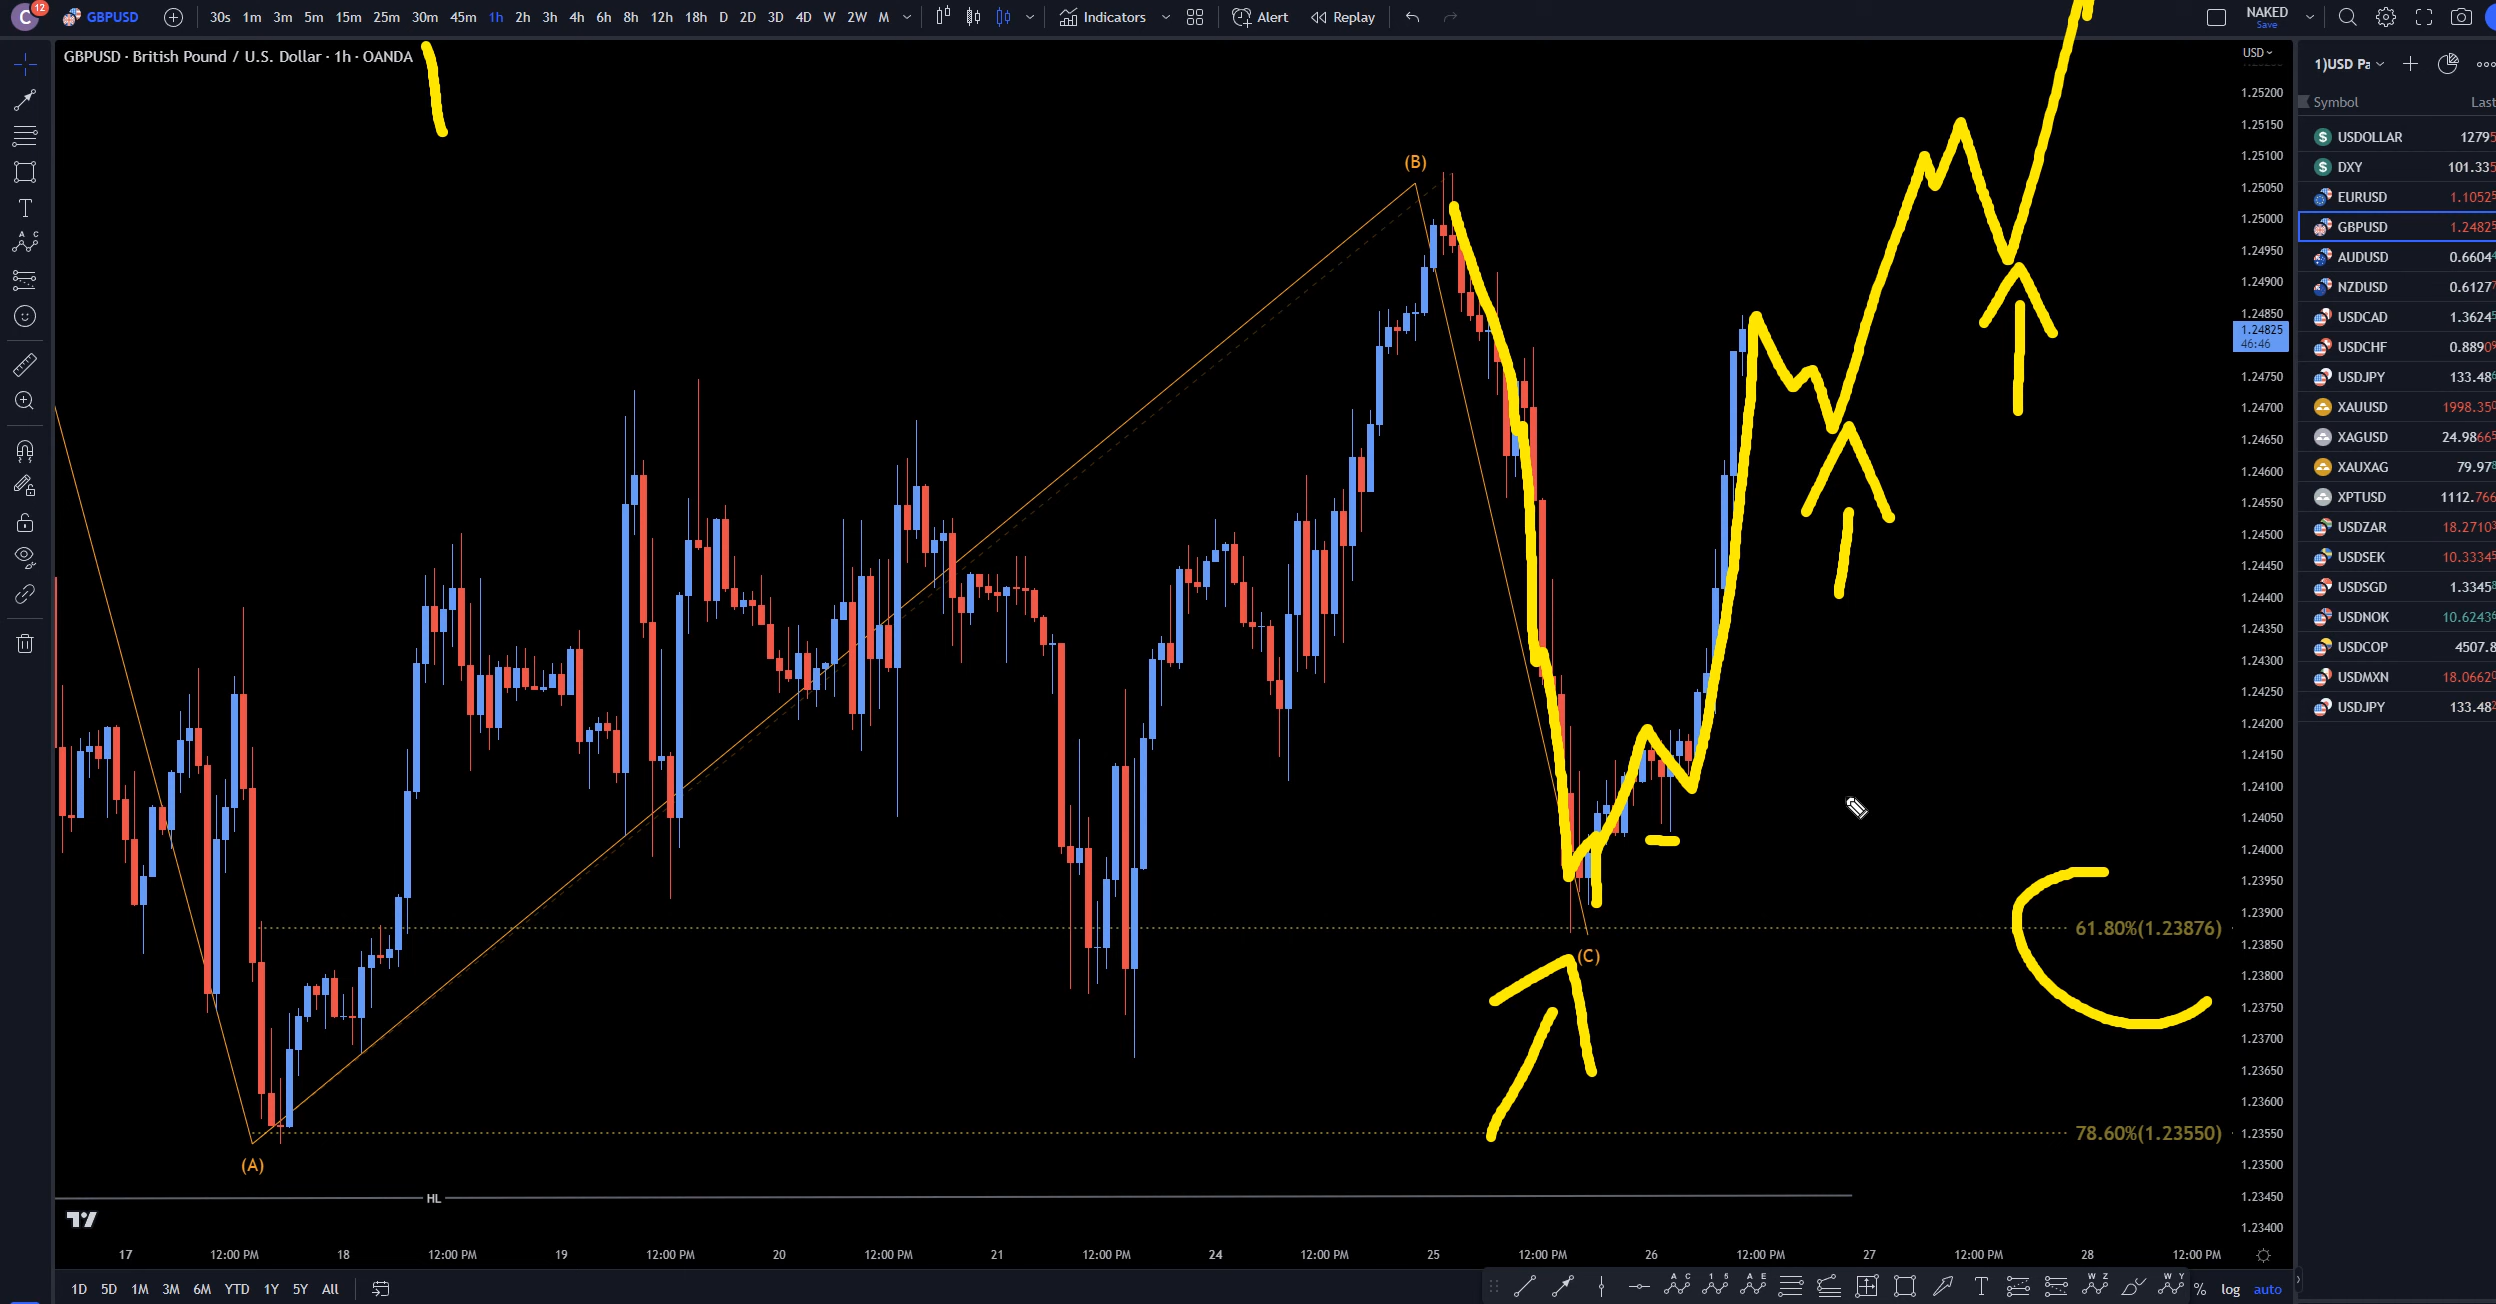 C 12 GBPUSD 30s 1m 3m 5m 15m 25m 30m 45m 1h 2h 3h 4h 6h 8h 12h 18h D 2D 3D 4D W 2W M Indicators Alert Replay NAKED
Save
GBPUSD · British Pound / U.S. Dollar · 1h · OANDA
USD
1)USD Pa
Symbol Last
1.25200
1.25150
1.25100
1.25050
1.25000
1.24950
1.24900
1.24850
1.24825
46:46
1.24750
1.24700
1.24650
1.24600
1.24550
1.24500
1.24450
1.24400
1.24350
1.24300
1.24250
1.24200
1.24150
1.24100
1.24050
1.24000
1.23950
1.23900
1.23850
1.23800
1.23750
1.23700
1.23650
1.23600
1.23550
1.23500
1.23450
1.23400
USDOLLAR 12795
DXY 101.335
EURUSD 1.1052
GBPUSD 1.2482
AUDUSD 0.6604
NZDUSD 0.6127
USDCAD 1.3624
USDCHF 0.8890
USDJPY 133.48
XAUUSD 1998.35
XAGUSD 24.9866
XAUXAG 79.97
XPTUSD 1112.766
USDZAR 18.2710
USDSEK 10.3334
USDSGD 1.3345
USDNOK 10.6243
USDCOP 4507.8
USDMXN 18.0662
USDJPY 133.48
(B)
61.80%(1.23876)
(C)
78.60%(1.23550)
(A)
HL
17 12:00 PM 18 12:00 PM 19 12:00 PM 20 12:00 PM 21 12:00 PM 24 12:00 PM 25 12:00 PM 26 12:00 PM 27 12:00 PM 28 12:00 PM
1D 5D 1M 3M 6M YTD 1Y 5Y All % log auto